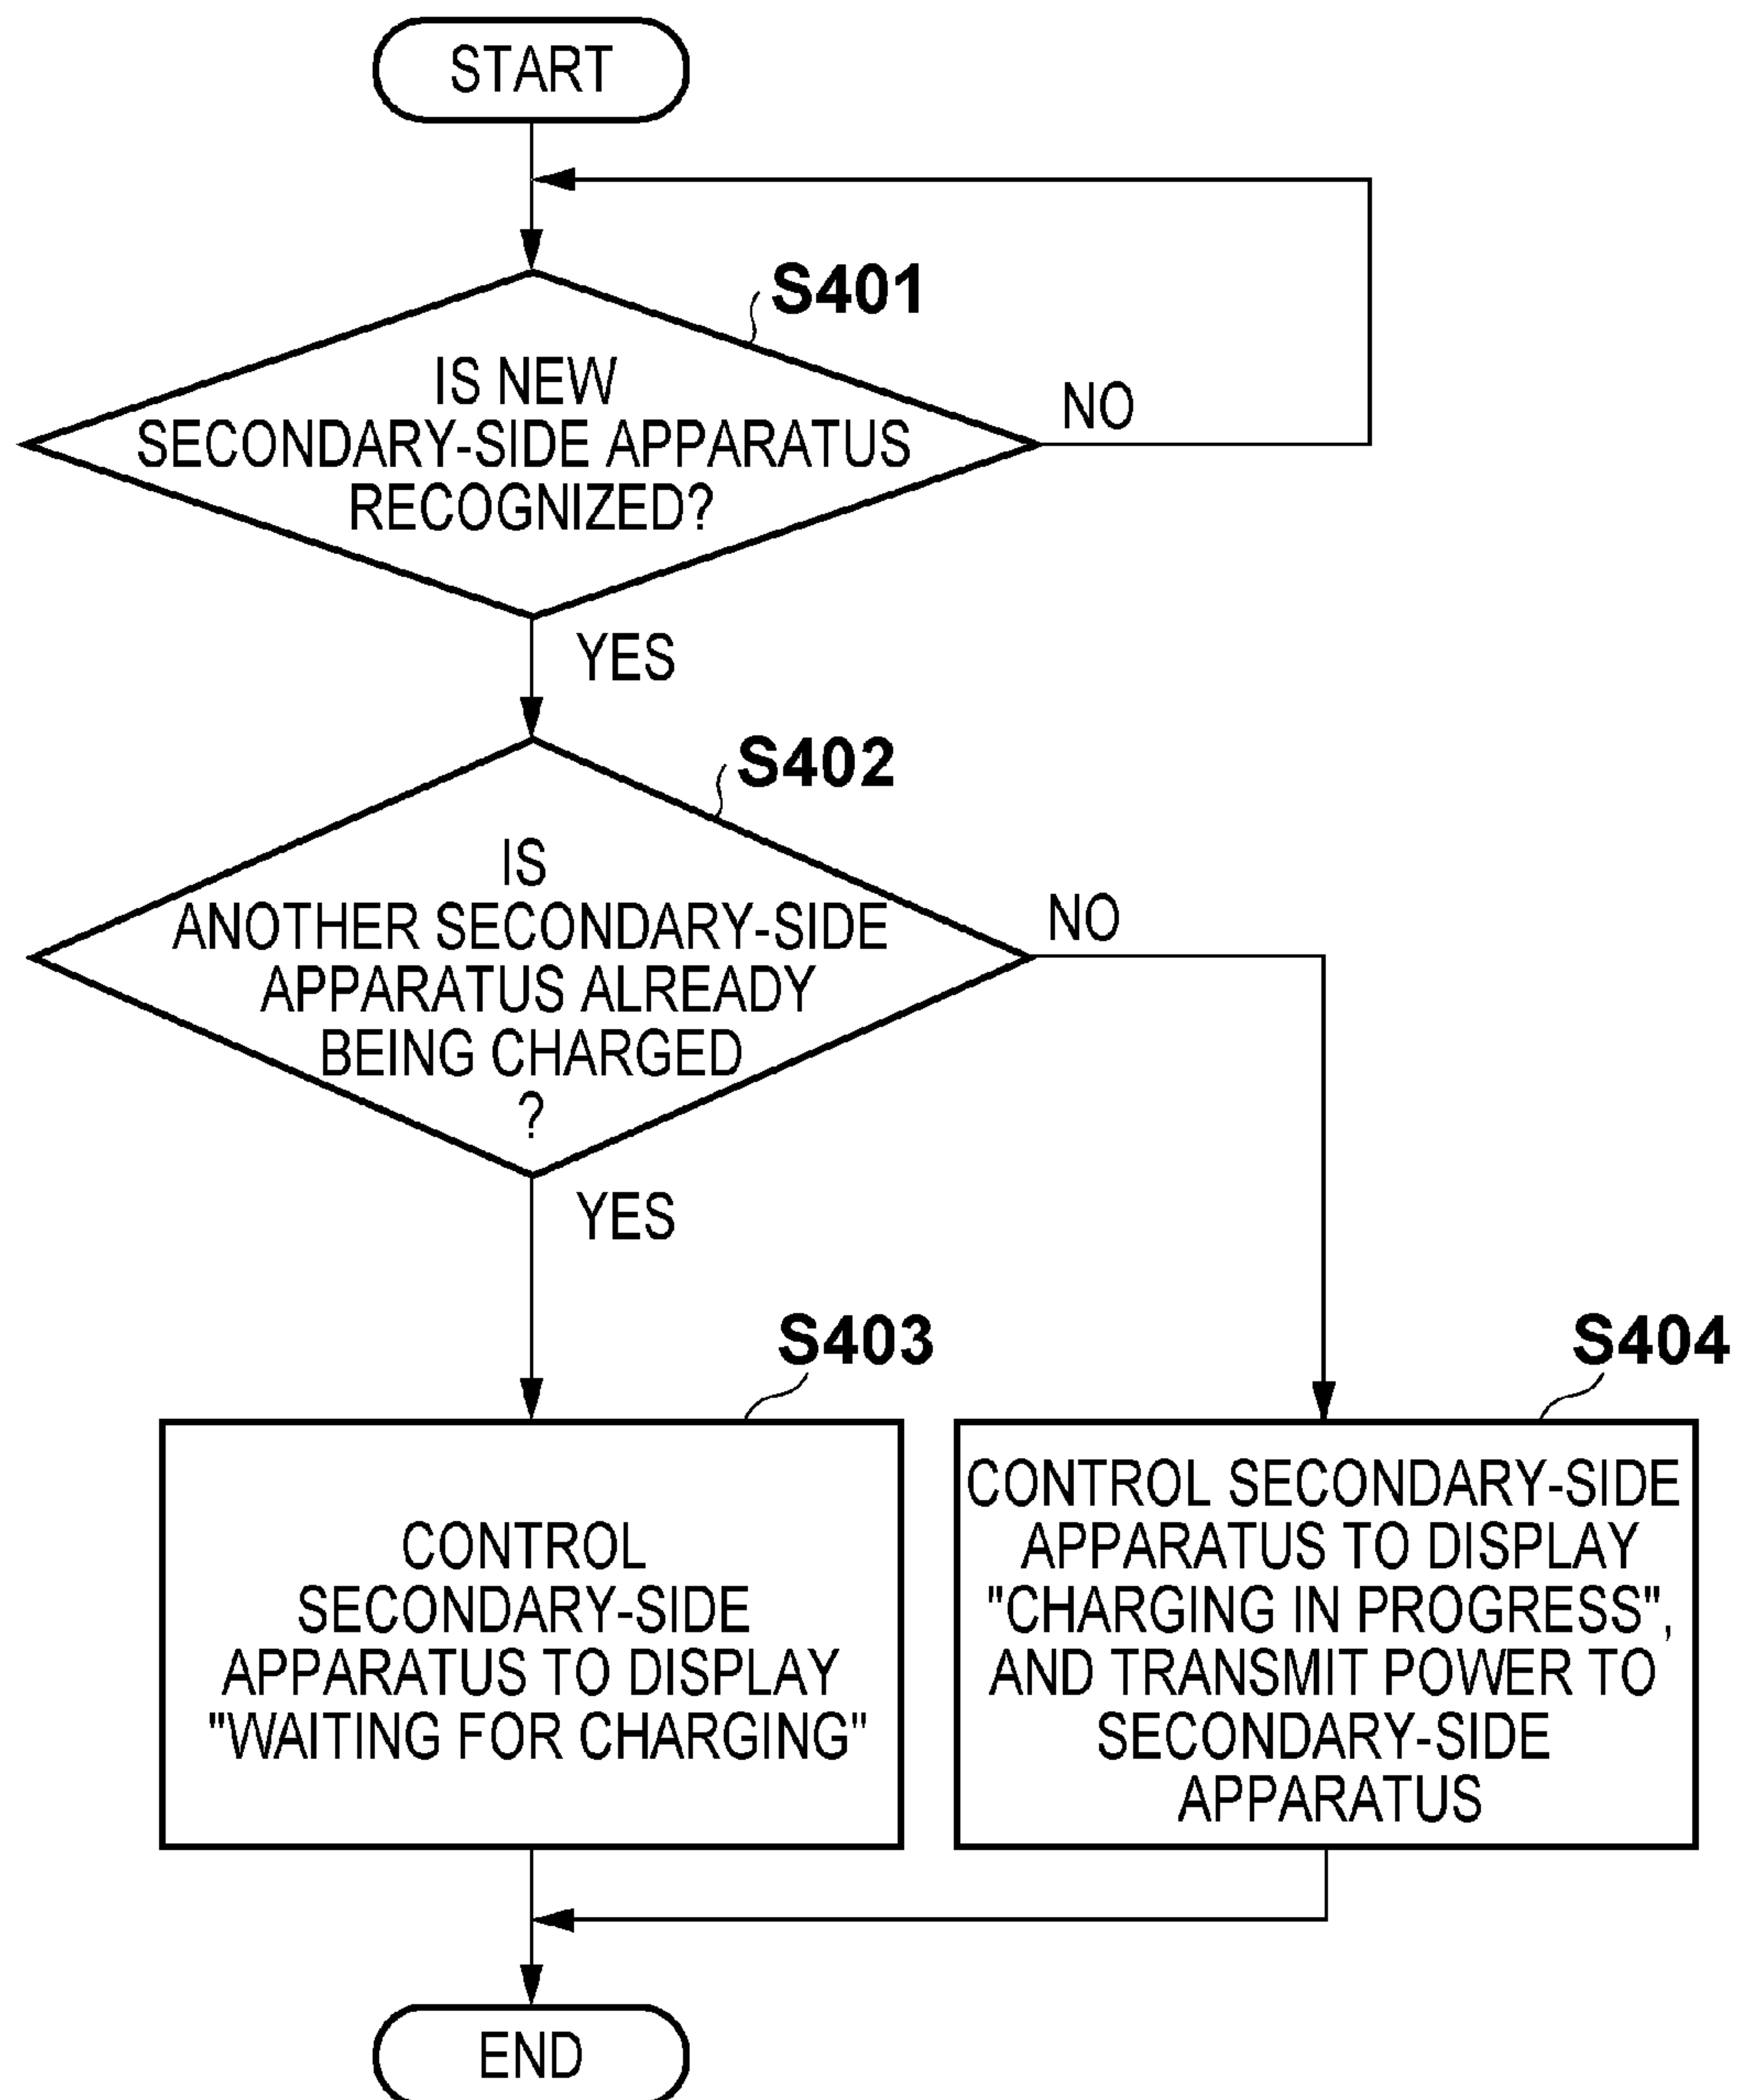 START
S401
IS NEW
SECONDARY-SIDE APPARATUS
RECOGNIZED?
NO
YES
S402
IS
ANOTHER SECONDARY-SIDE
APPARATUS ALREADY
BEING CHARGED
?
NO
YES
S403
CONTROL
SECONDARY-SIDE
APPARATUS TO DISPLAY
"WAITING FOR CHARGING"
S404
CONTROL SECONDARY-SIDE
APPARATUS TO DISPLAY
"CHARGING IN PROGRESS",
AND TRANSMIT POWER TO
SECONDARY-SIDE
APPARATUS
END